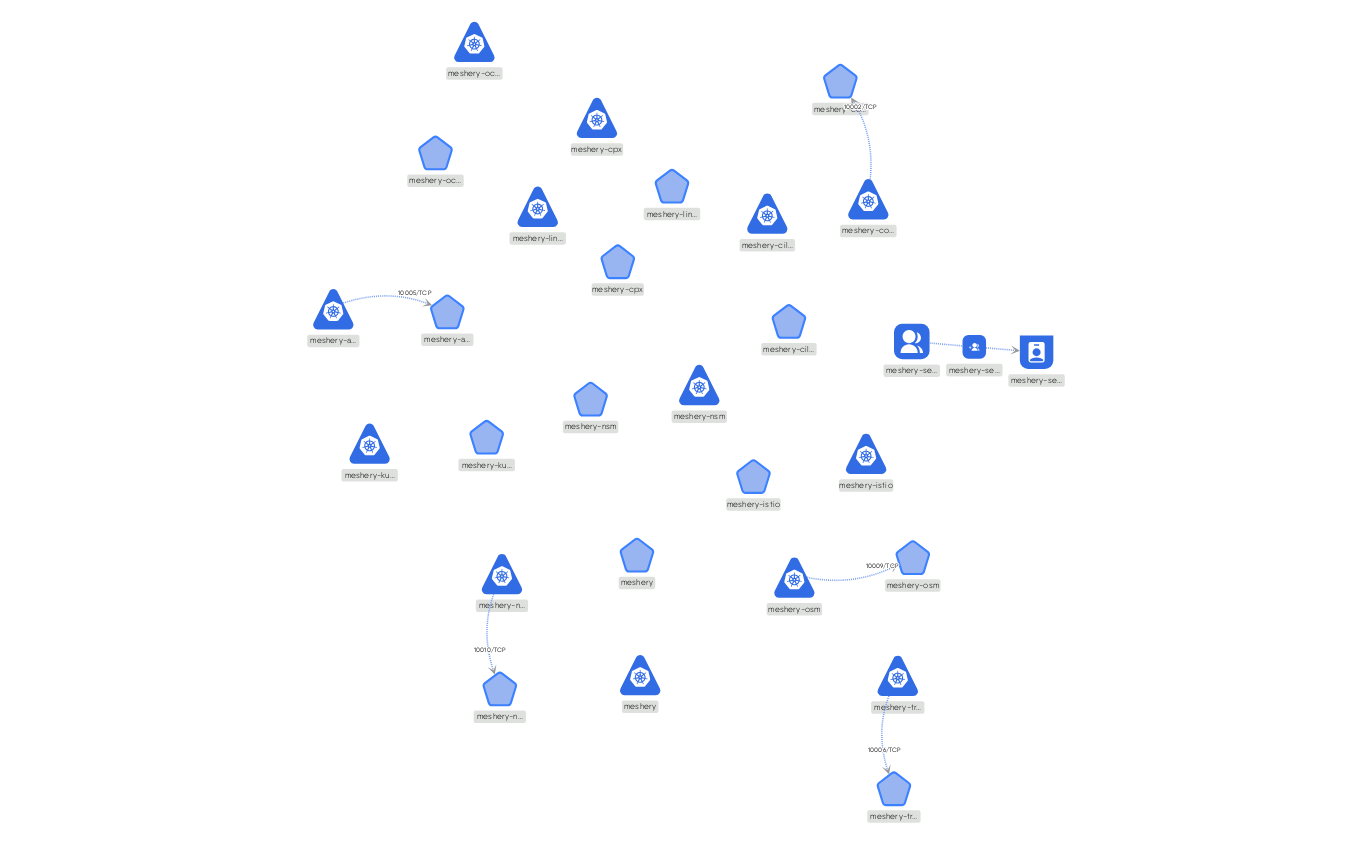 meshery-oc...
meshery-co...
10002/TCP
meshery-cpx
meshery-oc...
meshery-lin...
meshery-co...
meshery-lin...
meshery-cil...
meshery-cpx
10005/TCP
meshery-a...
meshery-a...
meshery-cil...
meshery-se...
meshery-se...
meshery-se...
meshery-nsm
meshery-nsm
meshery-ku...
meshery-ku...
meshery-istio
meshery-istio
10009/TCP
meshery
meshery-osm
meshery-n...
meshery-osm
10010/TCP
meshery
meshery-tr...
meshery-n...
10006/TCP
meshery-tr...